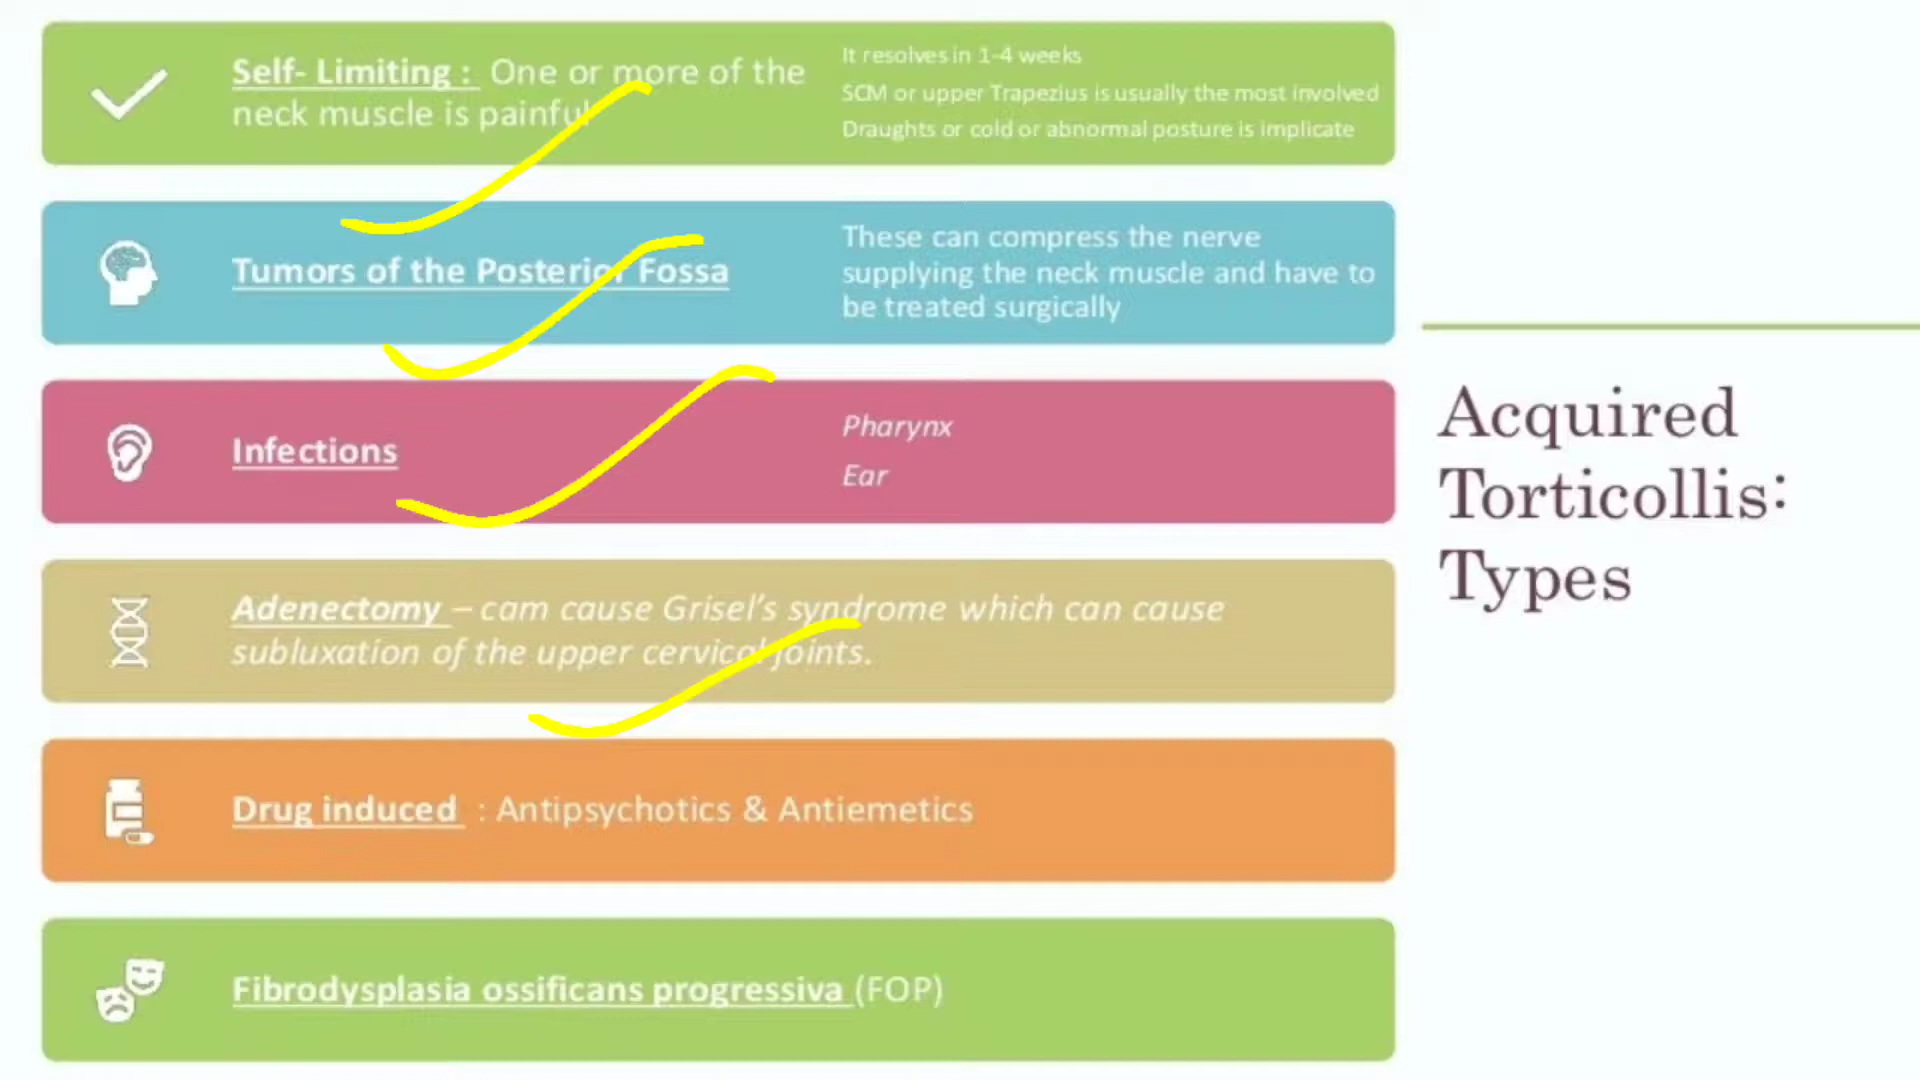 Self- Limiting : One or more of the
neck muscle is painful
It resolves in 1-4 weeks
SCM or upper Trapezius is usually the most involved
Draughts or cold or abnormal posture is implicate
Tumors of the Posterior Fossa
These can compress the nerve
supplying the neck muscle and have to
be treated surgically
Infections
Pharynx
Ear
Adenectomy – cam cause Grisel's syndrome which can cause
subluxation of the upper cervical joints.
Drug induced : Antipsychotics & Antiemetics
Fibrodysplasia ossificans progressiva (FOP)
Acquired
Torticollis:
Types